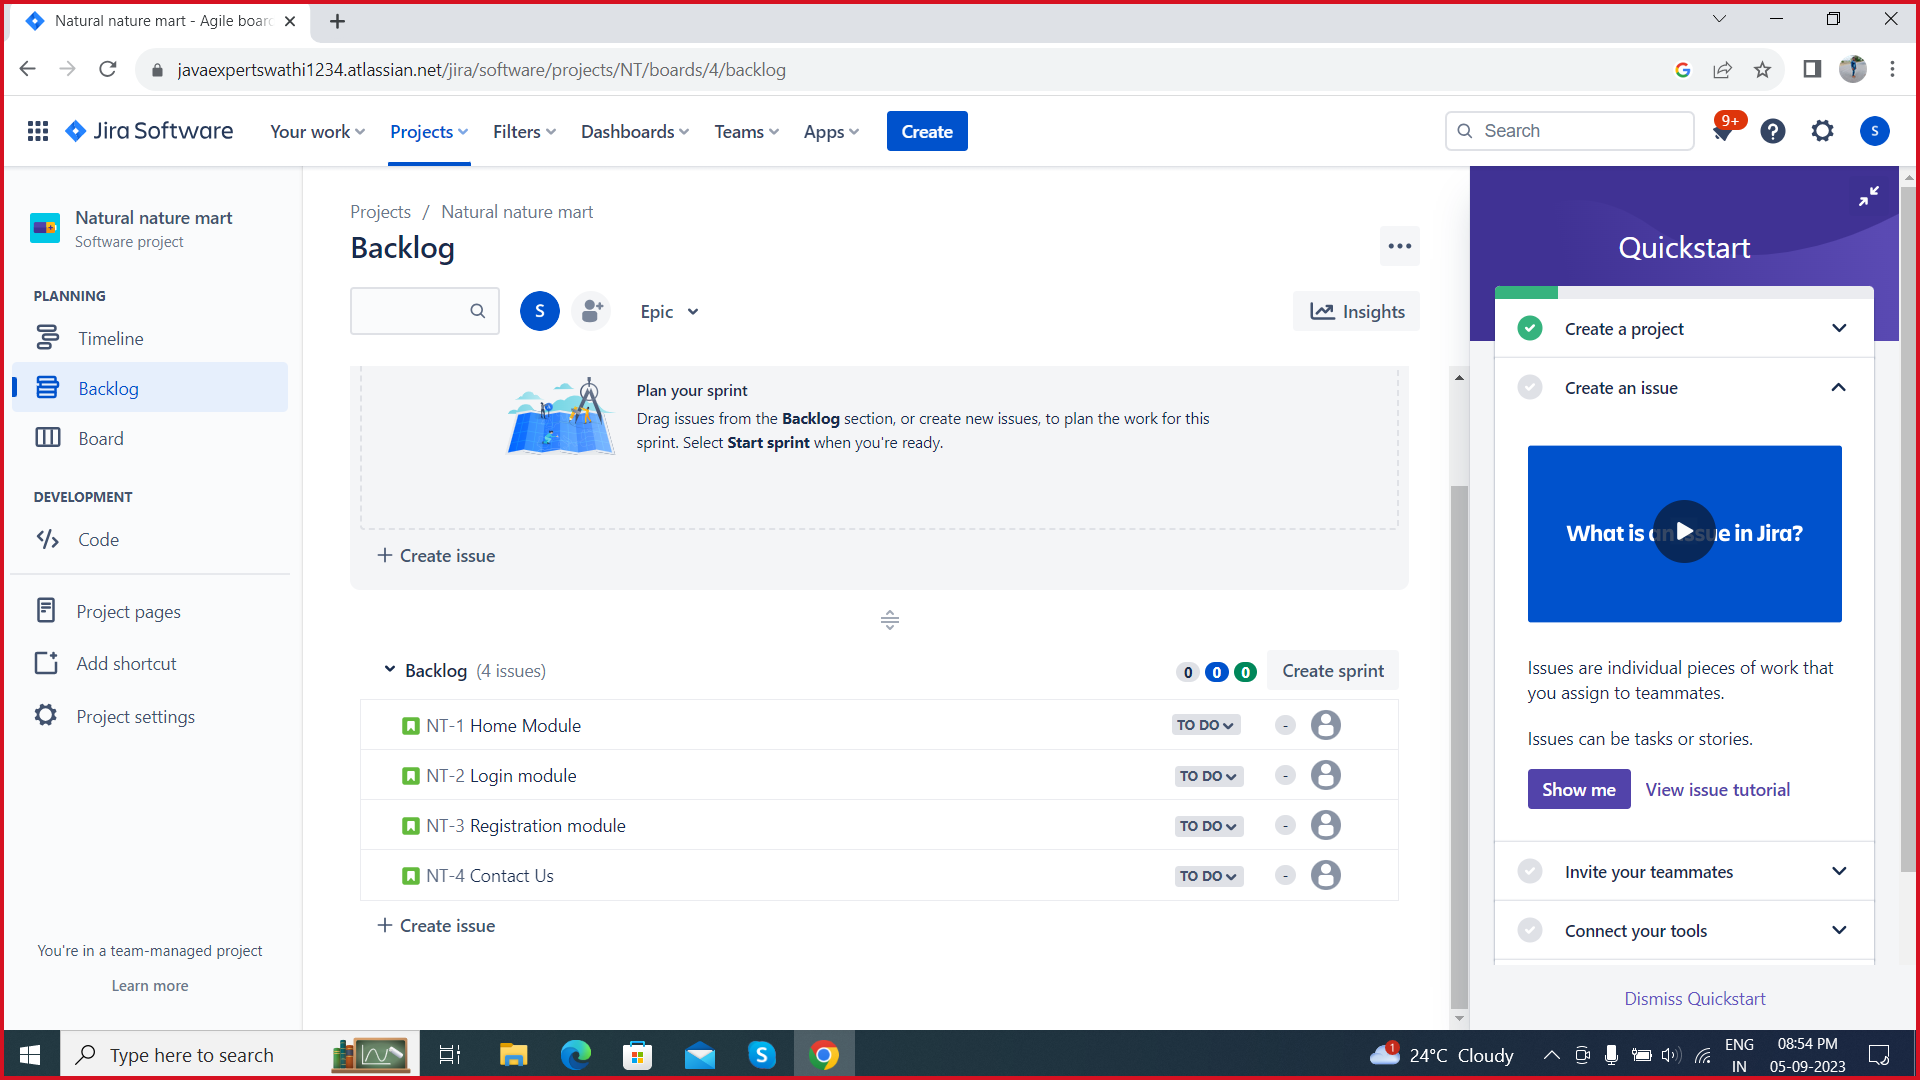 Natural nature mart - Agile boar
javaexpertswathi1234.atlassian.net/jira/software/projects/NT/boards/4/backlog
Jira Software
Your work
Projects
Filters
Dashboards
Teams
Apps
Create
Search
9+
S
Natural nature mart
Software project
PLANNING
Timeline
Backlog
Board
DEVELOPMENT
Code
Project pages
Add shortcut
Project settings
You're in a team-managed project
Learn more
Projects / Natural nature mart
Backlog
S
Epic
Insights
Plan your sprint
Drag issues from the Backlog section, or create new issues, to plan the work for this
sprint. Select Start sprint when you're ready.
+ Create issue
Backlog (4 issues)
0 0 0
Create sprint
NT-1 Home Module TO DO -
NT-2 Login module TO DO -
NT-3 Registration module TO DO -
NT-4 Contact Us TO DO -
+ Create issue
Quickstart
Create a project
Create an issue
What is an issue in Jira?
Issues are individual pieces of work that
you assign to teammates.
Issues can be tasks or stories.
Show me
View issue tutorial
Invite your teammates
Connect your tools
Dismiss Quickstart
Type here to search
1
24°C Cloudy
ENG
IN
08:54 PM
05-09-2023